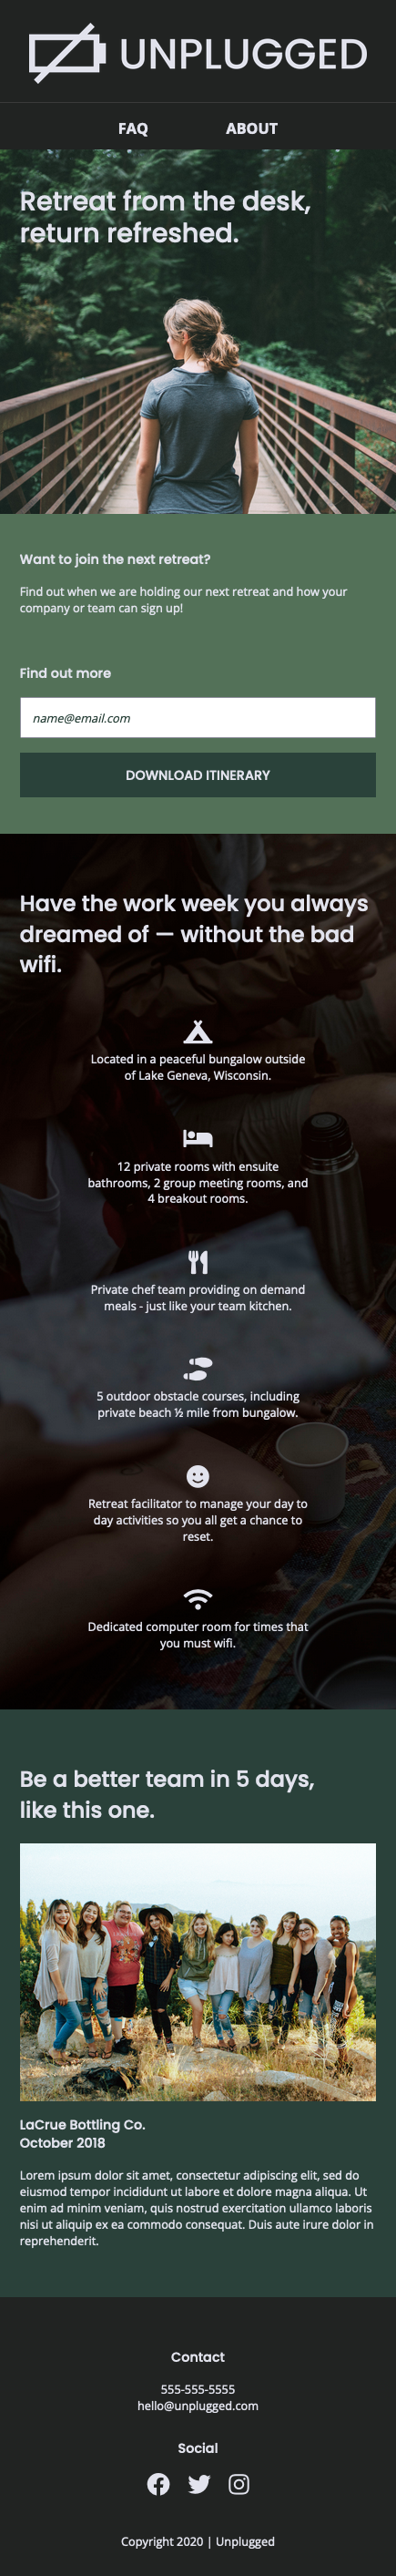 UNPLUGGED
FAQ ABOUT
Retreat from the desk,
return refreshed.
Want to join the next retreat?
Find out when we are holding our next retreat and how your
company or team can sign up!
Find out more
name@email.com
DOWNLOAD ITINERARY
Have the work week you always
dreamed of — without the bad
wifi.
Located in a peaceful bungalow outside
of Lake Geneva, Wisconsin.
12 private rooms with ensuite
bathrooms, 2 group meeting rooms, and
4 breakout rooms.
Private chef team providing on demand
meals - just like your team kitchen.
5 outdoor obstacle courses, including
private beach ½ mile from bungalow.
Retreat facilitator to manage your day to
day activities so you all get a chance to
reset.
Dedicated computer room for times that
you must wifi.
Be a better team in 5 days,
like this one.
LaCrue Bottling Co.
October 2018
Lorem ipsum dolor sit amet, consectetur adipiscing elit, sed do
eiusmod tempor incididunt ut labore et dolore magna aliqua. Ut
enim ad minim veniam, quis nostrud exercitation ullamco laboris
nisi ut aliquip ex ea commodo consequat. Duis aute irure dolor in
reprehenderit.
Contact
555-555-5555
hello@unplugged.com
Social
Copyright 2020 | Unplugged